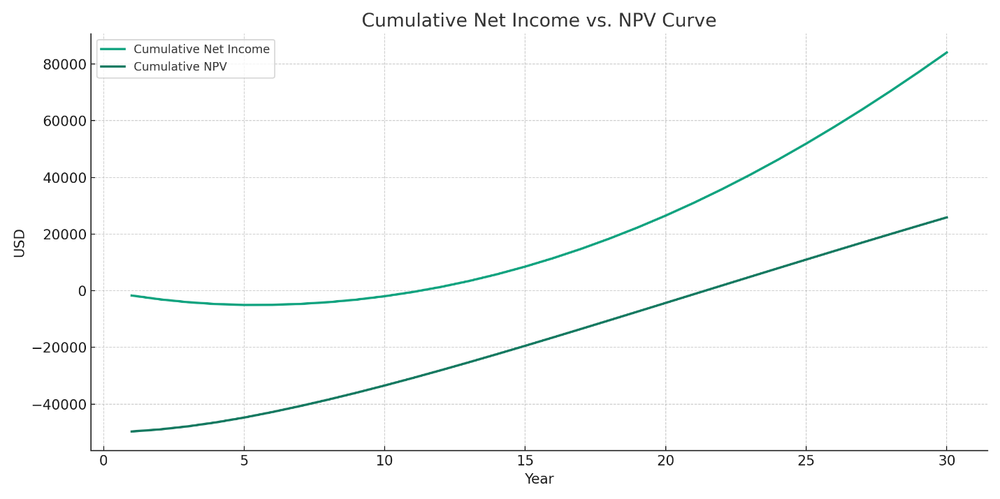 Cumulative Net Income vs. NPV Curve
Cumulative Net Income
Cumulative NPV
80000
60000
40000
20000
0
−20000
−40000
USD
0 5 10 15 20 25 30
Year